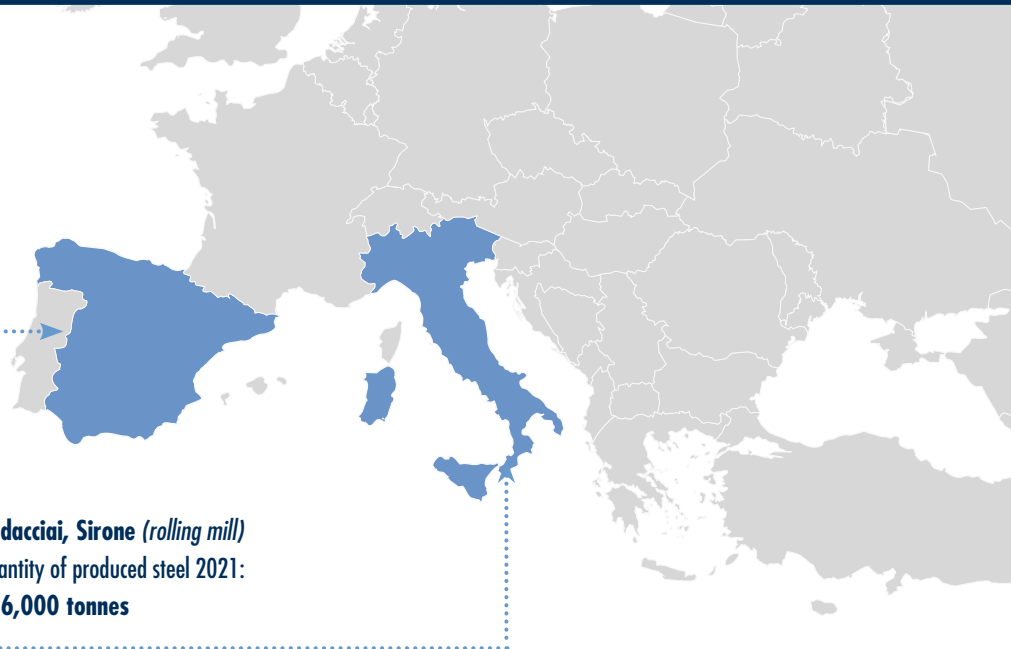 dacciai, Sirone (rolling mill)
antity of produced steel 2021:
6,000 tonnes